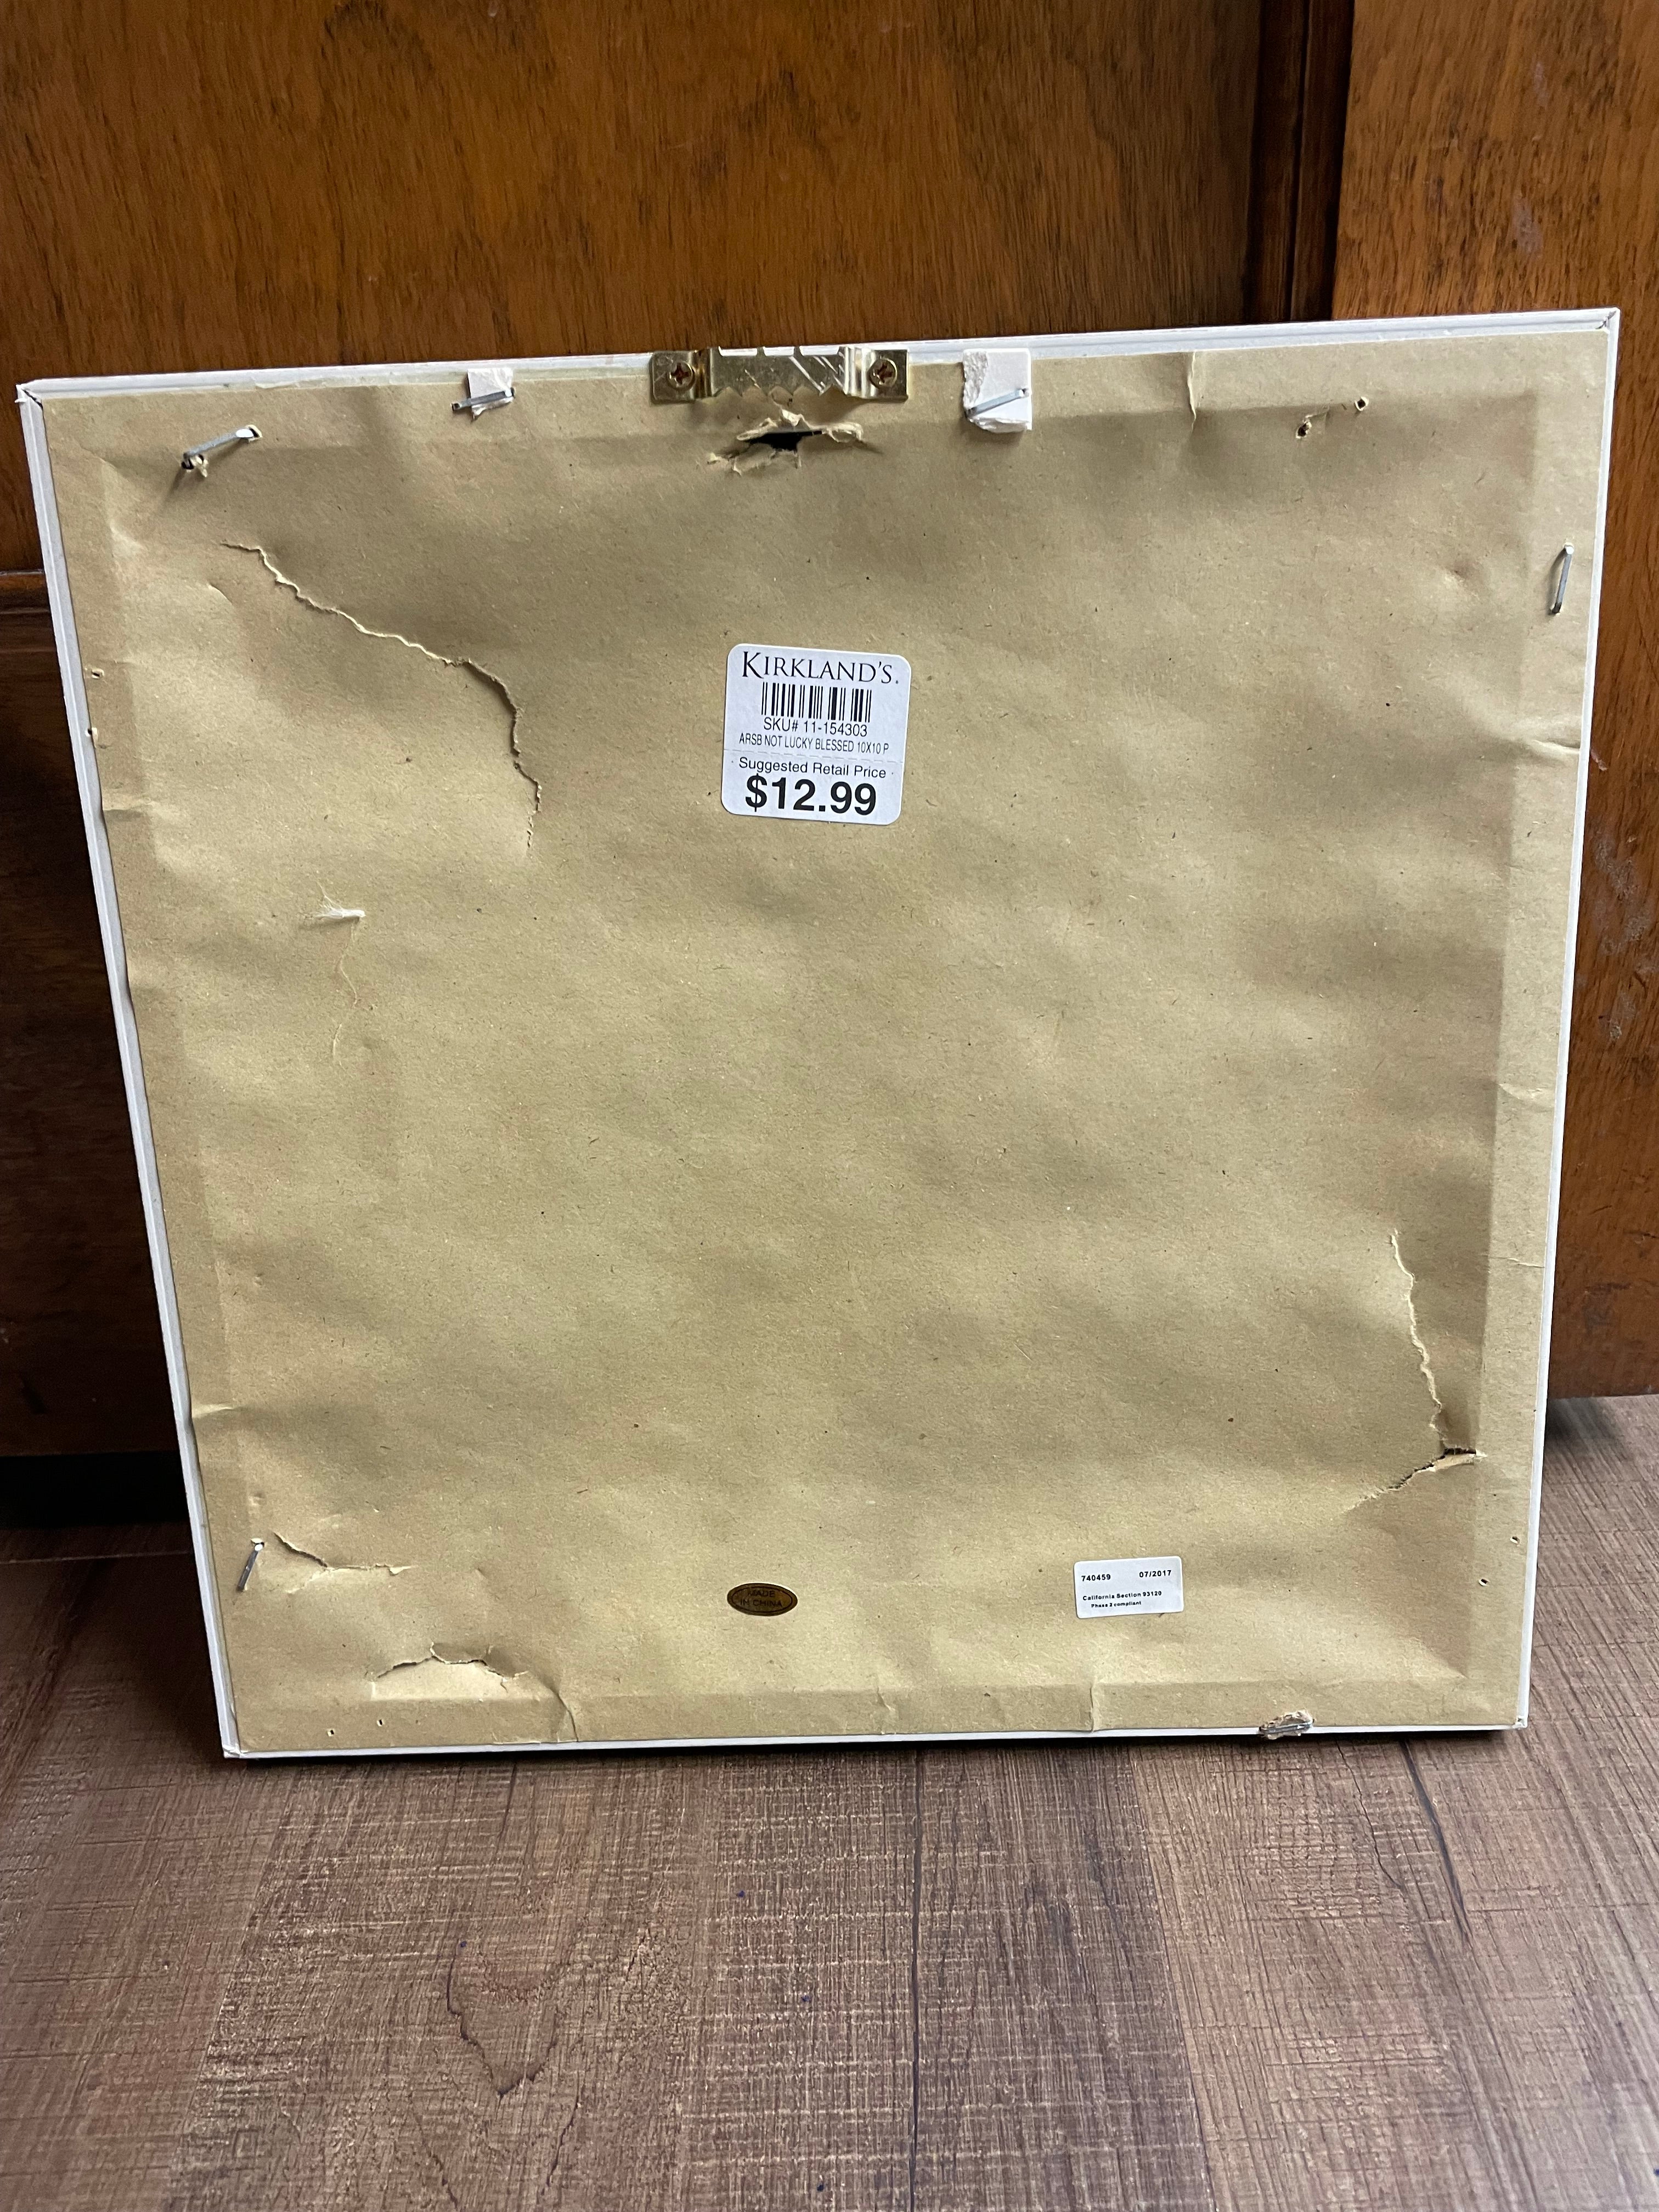 KIRKLAND'S.
SKU# 11-154303
ARSB NOT LUCKY BLESSED 10X10 P
Suggested Retail Price
$12.99
MADE
IN CHINA
740459 07/2017
California Section 93120
Phase 2 compliant